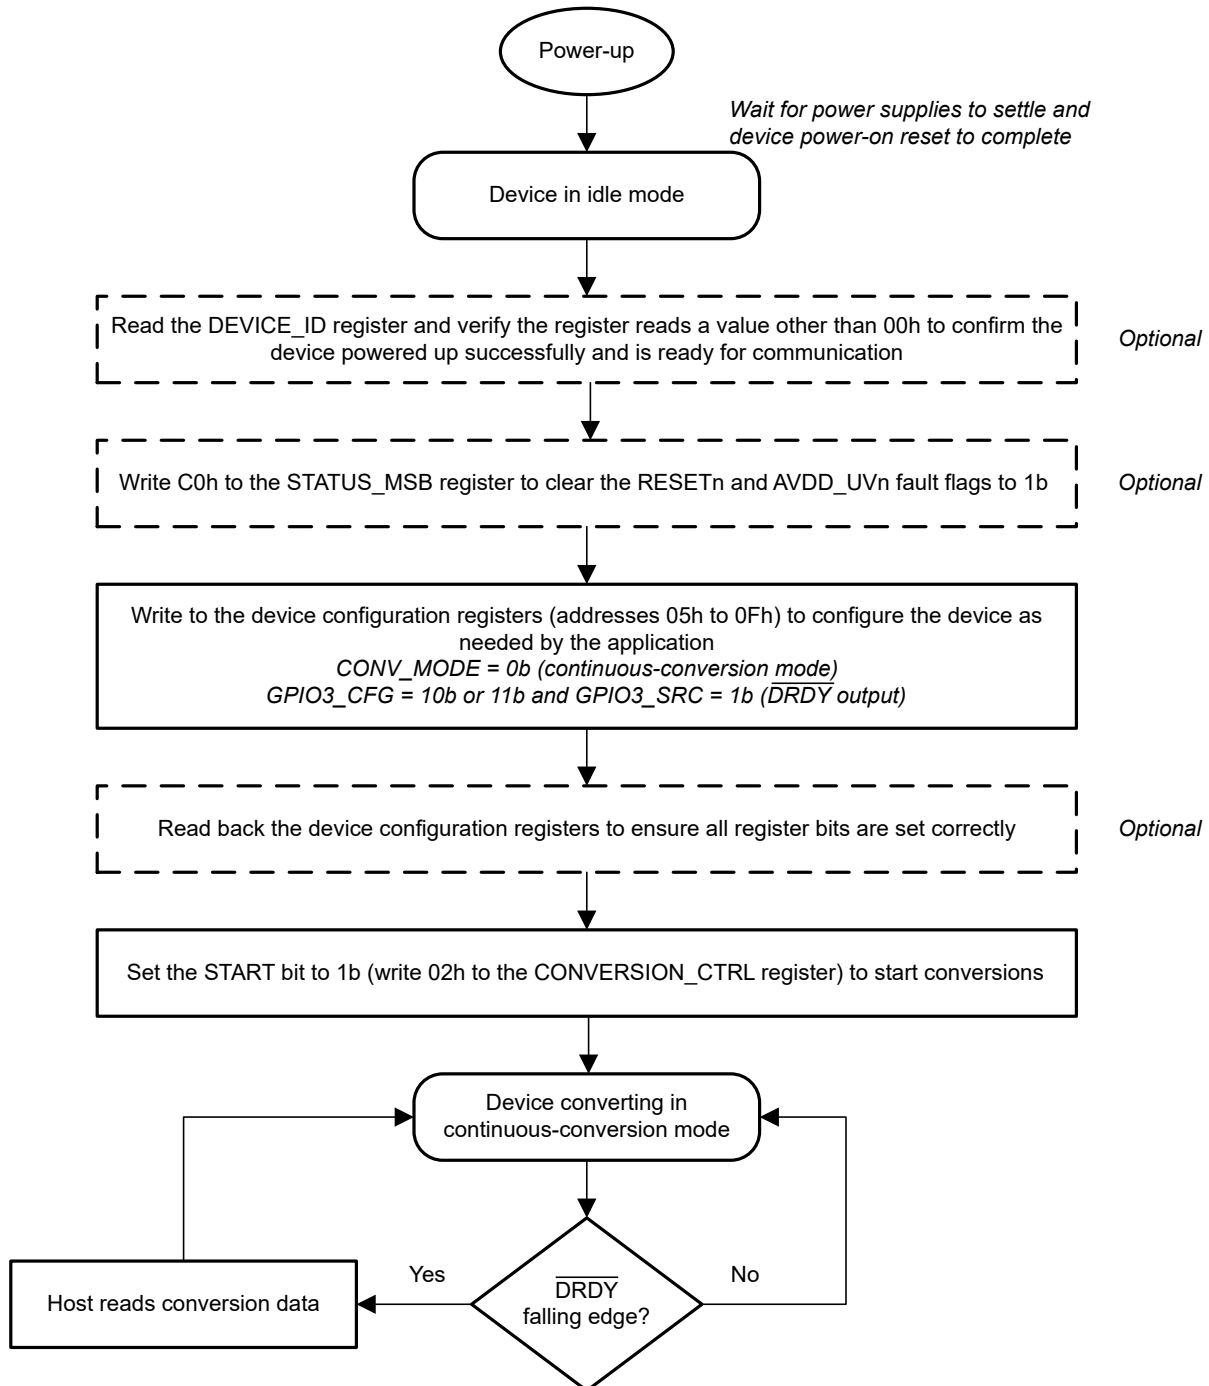 Power-up
Wait for power supplies to settle and
device power-on reset to complete
Device in idle mode
Read the DEVICE_ID register and verify the register reads a value other than 00h to confirm the
device powered up successfully and is ready for communication
Optional
Write C0h to the STATUS_MSB register to clear the RESETn and AVDD_UVn fault flags to 1b
Optional
Write to the device configuration registers (addresses 05h to 0Fh) to configure the device as
needed by the application
CONV_MODE = 0b (continuous-conversion mode)
GPIO3_CFG = 10b or 11b and GPIO3_SRC = 1b (D̅R̅D̅Y̅ output)
Read back the device configuration registers to ensure all register bits are set correctly
Optional
Set the START bit to 1b (write 02h to the CONVERSION_CTRL register) to start conversions
Device converting in
continuous-conversion mode
Yes
D̅R̅D̅Y̅
falling edge?
No
Host reads conversion data